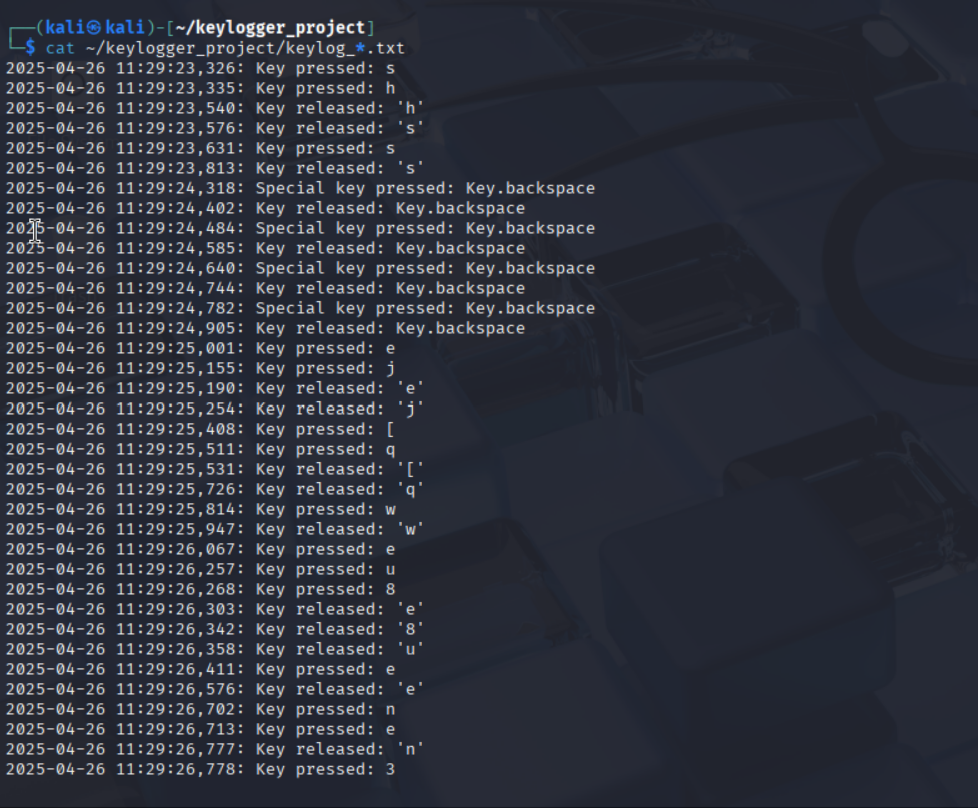 ┌──(kali㉿kali)-[~/keylogger_project]
└─$ cat ~/keylogger_project/keylog_*.txt
2025-04-26 11:29:23,326: Key pressed: s
2025-04-26 11:29:23,335: Key pressed: h
2025-04-26 11:29:23,540: Key released: 'h'
2025-04-26 11:29:23,576: Key released: 's'
2025-04-26 11:29:23,631: Key pressed: s
2025-04-26 11:29:23,813: Key released: 's'
2025-04-26 11:29:24,318: Special key pressed: Key.backspace
2025-04-26 11:29:24,402: Key released: Key.backspace
2025-04-26 11:29:24,484: Special key pressed: Key.backspace
2025-04-26 11:29:24,585: Key released: Key.backspace
2025-04-26 11:29:24,640: Special key pressed: Key.backspace
2025-04-26 11:29:24,744: Key released: Key.backspace
2025-04-26 11:29:24,782: Special key pressed: Key.backspace
2025-04-26 11:29:24,905: Key released: Key.backspace
2025-04-26 11:29:25,001: Key pressed: e
2025-04-26 11:29:25,155: Key pressed: j
2025-04-26 11:29:25,190: Key released: 'e'
2025-04-26 11:29:25,254: Key released: 'j'
2025-04-26 11:29:25,408: Key pressed: [
2025-04-26 11:29:25,511: Key pressed: q
2025-04-26 11:29:25,531: Key released: '['
2025-04-26 11:29:25,726: Key released: 'q'
2025-04-26 11:29:25,814: Key pressed: w
2025-04-26 11:29:25,947: Key released: 'w'
2025-04-26 11:29:26,067: Key pressed: e
2025-04-26 11:29:26,257: Key pressed: u
2025-04-26 11:29:26,268: Key pressed: 8
2025-04-26 11:29:26,303: Key released: 'e'
2025-04-26 11:29:26,342: Key released: '8'
2025-04-26 11:29:26,358: Key released: 'u'
2025-04-26 11:29:26,411: Key pressed: e
2025-04-26 11:29:26,576: Key released: 'e'
2025-04-26 11:29:26,702: Key pressed: n
2025-04-26 11:29:26,713: Key pressed: e
2025-04-26 11:29:26,777: Key released: 'n'
2025-04-26 11:29:26,778: Key pressed: 3